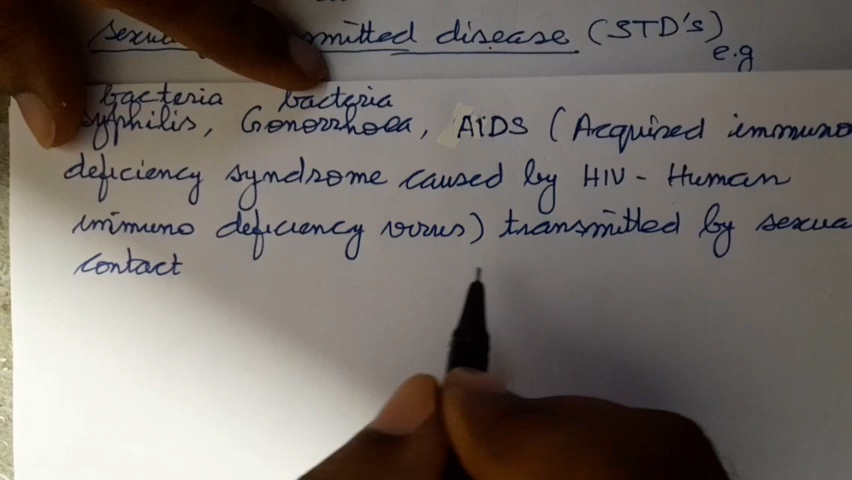 mitted disease (STD's)
e.g
bacteria bacteria
syphilis, Gonorrhoea, AIDS (Acquired immuno
deficiency syndrome caused by HIV - Human
immuno deficiency virus) transmitted by sexua
contact